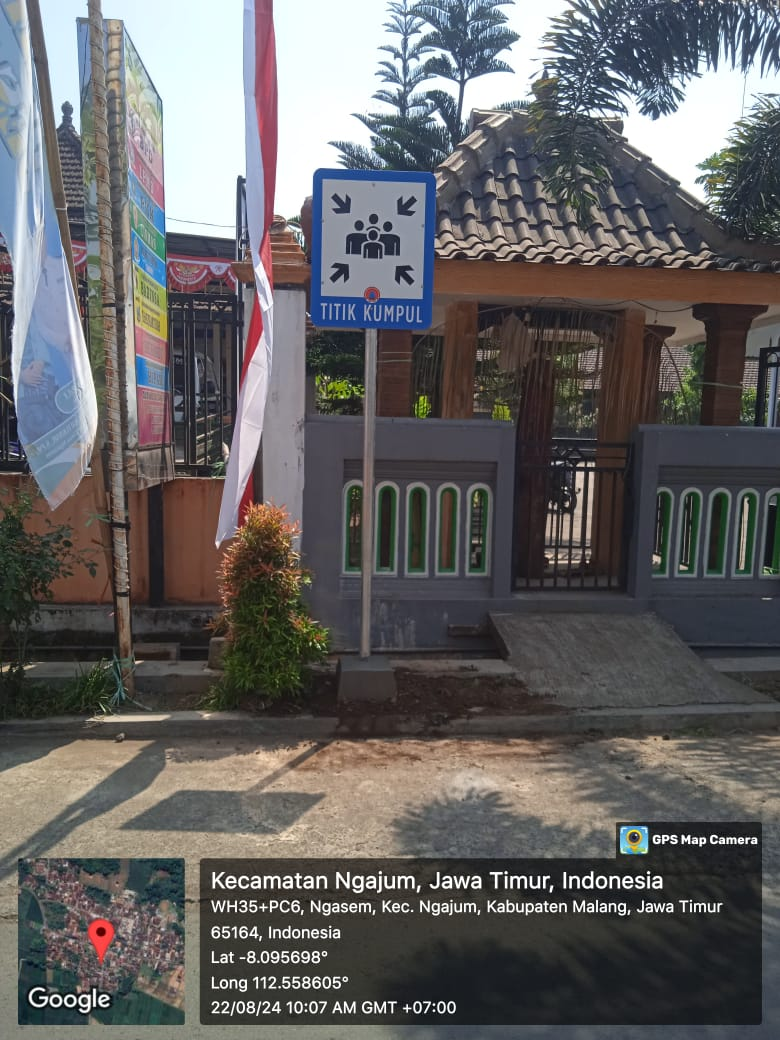 TITIK KUMPUL
GPS Map Camera
Kecamatan Ngajum, Jawa Timur, Indonesia
WH35+PC6, Ngasem, Kec. Ngajum, Kabupaten Malang, Jawa Timur
65164, Indonesia
Lat -8.095698°
Long 112.558605°
22/08/24 10:07 AM GMT +07:00
Google